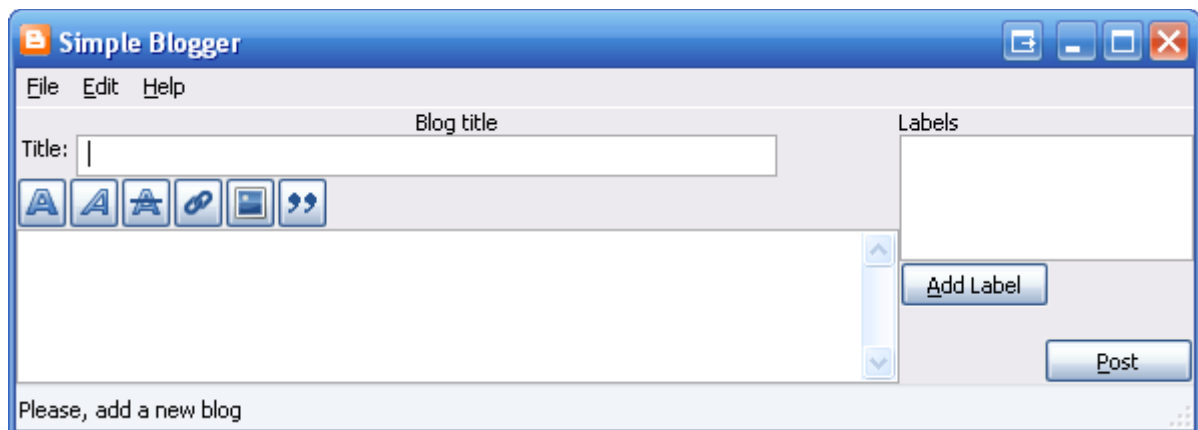 Simple Blogger
File Edit Help
Blog title
Labels
Title:
Add Label
Post
Please, add a new blog